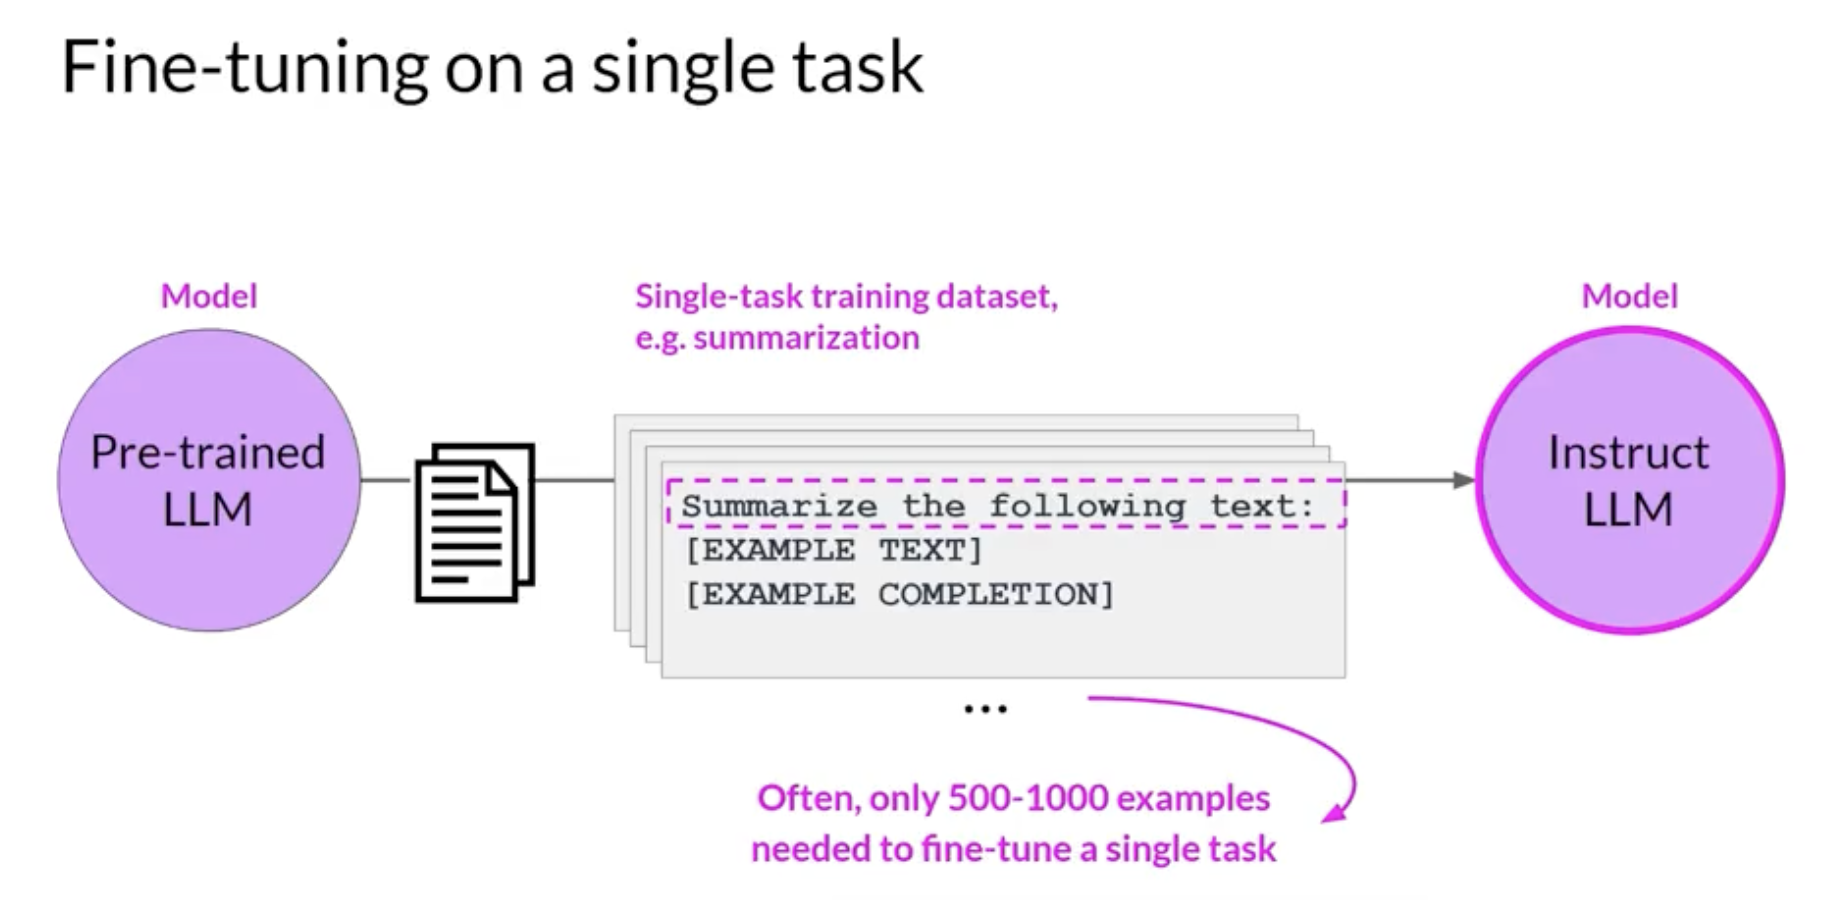 Fine-tuning on a single task
Model
Single-task training dataset,
e.g. summarization
Model
Pre-trained
LLM
Summarize the following text:
[EXAMPLE TEXT]
[EXAMPLE COMPLETION]
...
Instruct
LLM
Often, only 500-1000 examples
needed to fine-tune a single task